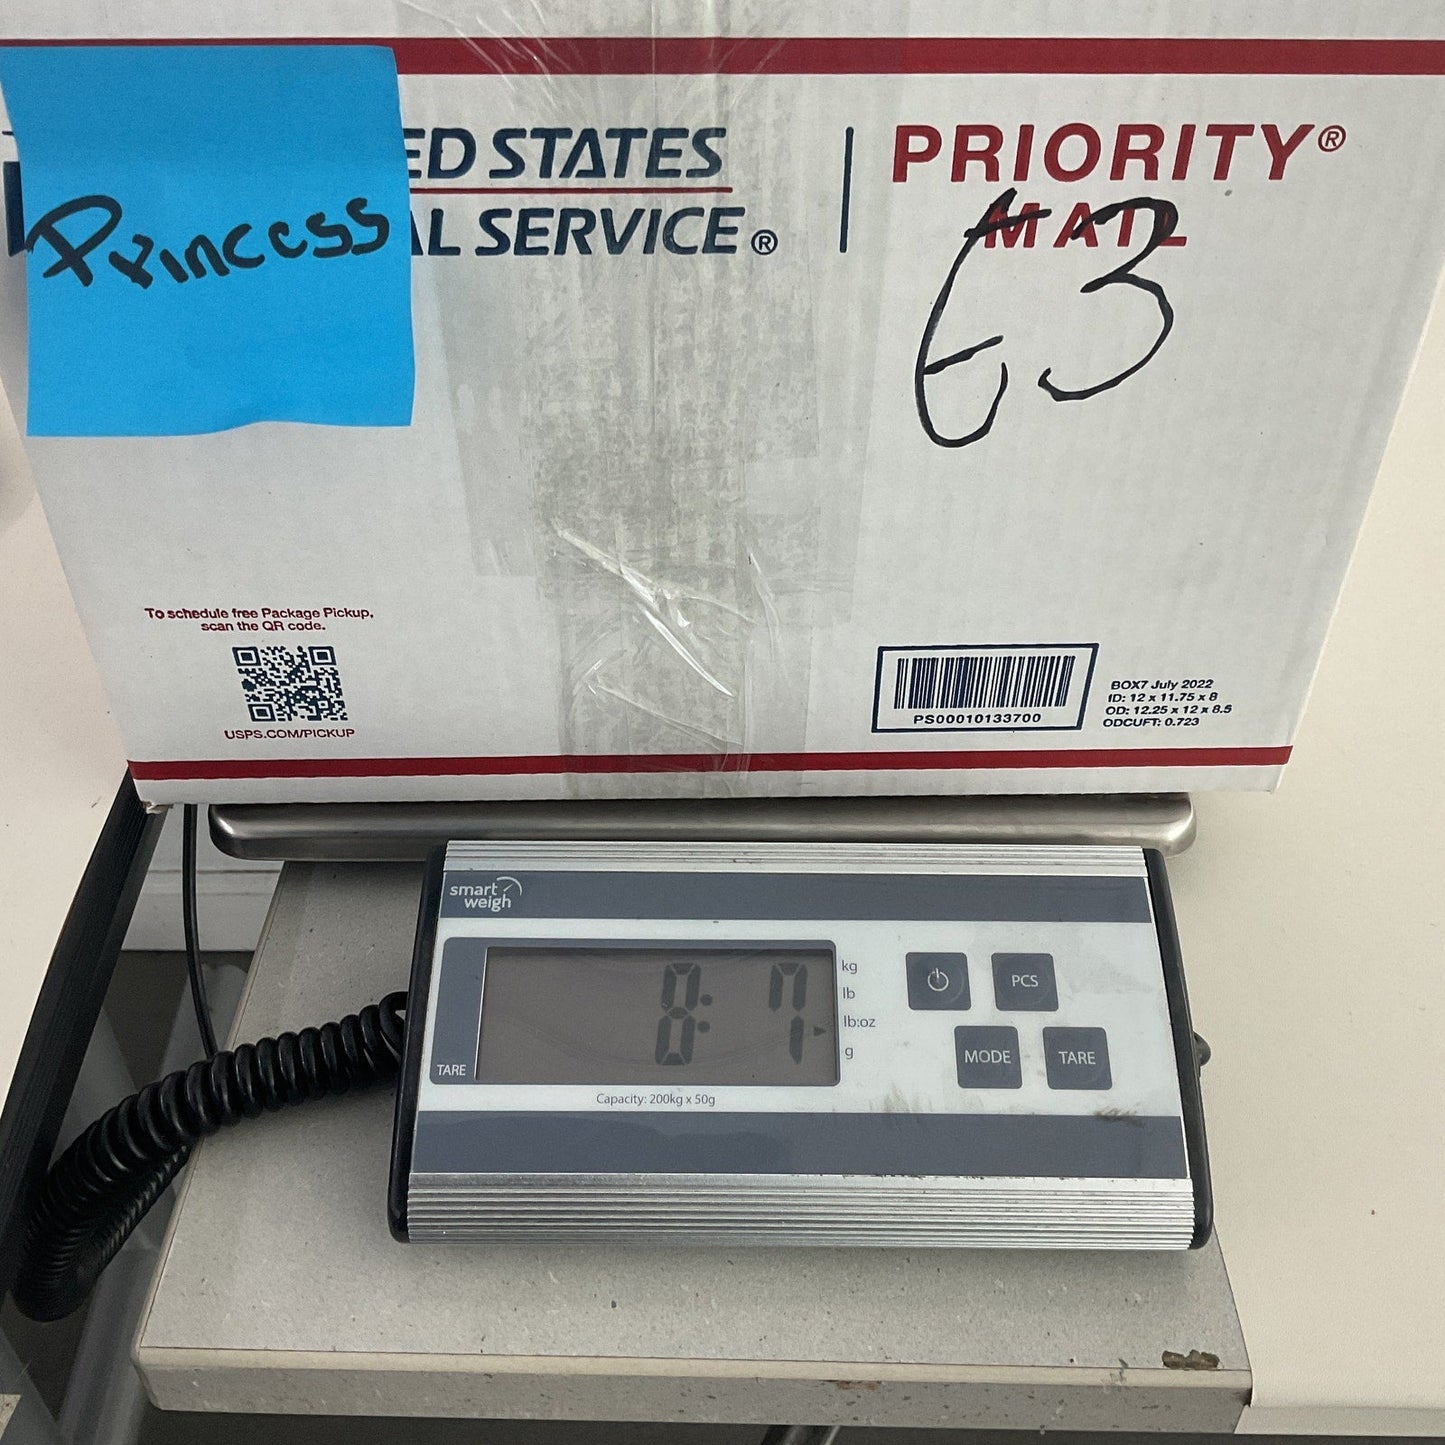 Princess
ED STATES
AL SERVICE®
PRIORITY®
MAIL
E3
To schedule free Package Pickup,
scan the QR code.
USPS.COM/PICKUP
PS00010133700
BOX7 July 2022
ID: 12 x 11.75 x 8
OD: 12.25 x 12 x 8.5
ODCUFT: 0.723
smart
weigh
8: 7
kg
lb
lb:oz
g
TARE
Capacity: 200kg x 50g
PCS
MODE
TARE